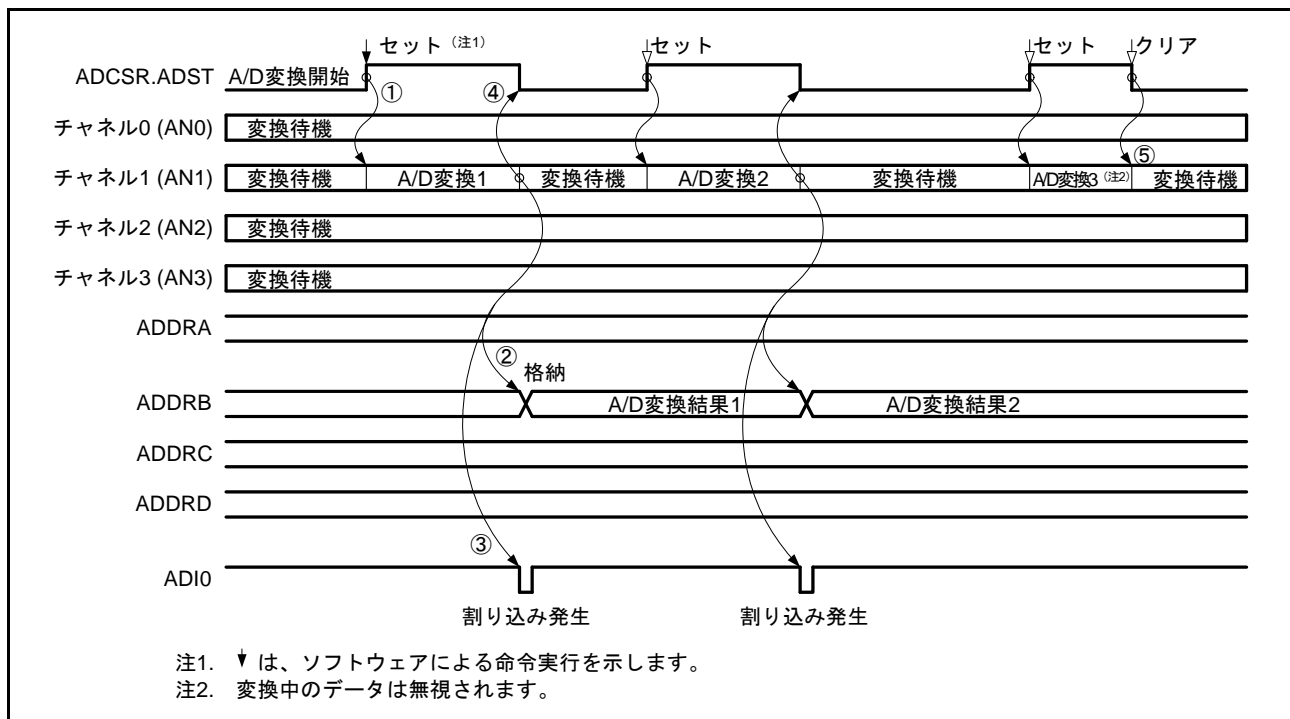 セット (注1) セット セット クリア
ADCSR.ADST A/D変換開始 ① ④
チャネル0 (AN0) 変換待機
⑤
チャネル1 (AN1) 変換待機 A/D変換1 変換待機 A/D変換2 変換待機 A/D変換3 (注2) 変換待機
チャネル2 (AN2) 変換待機
チャネル3 (AN3) 変換待機
ADDRA
② 格納
ADDRB A/D変換結果1 A/D変換結果2
ADDRC
ADDRD
③
ADI0
割り込み発生 割り込み発生
注1. は、ソフトウェアによる命令実行を示します。
注2. 変換中のデータは無視されます。